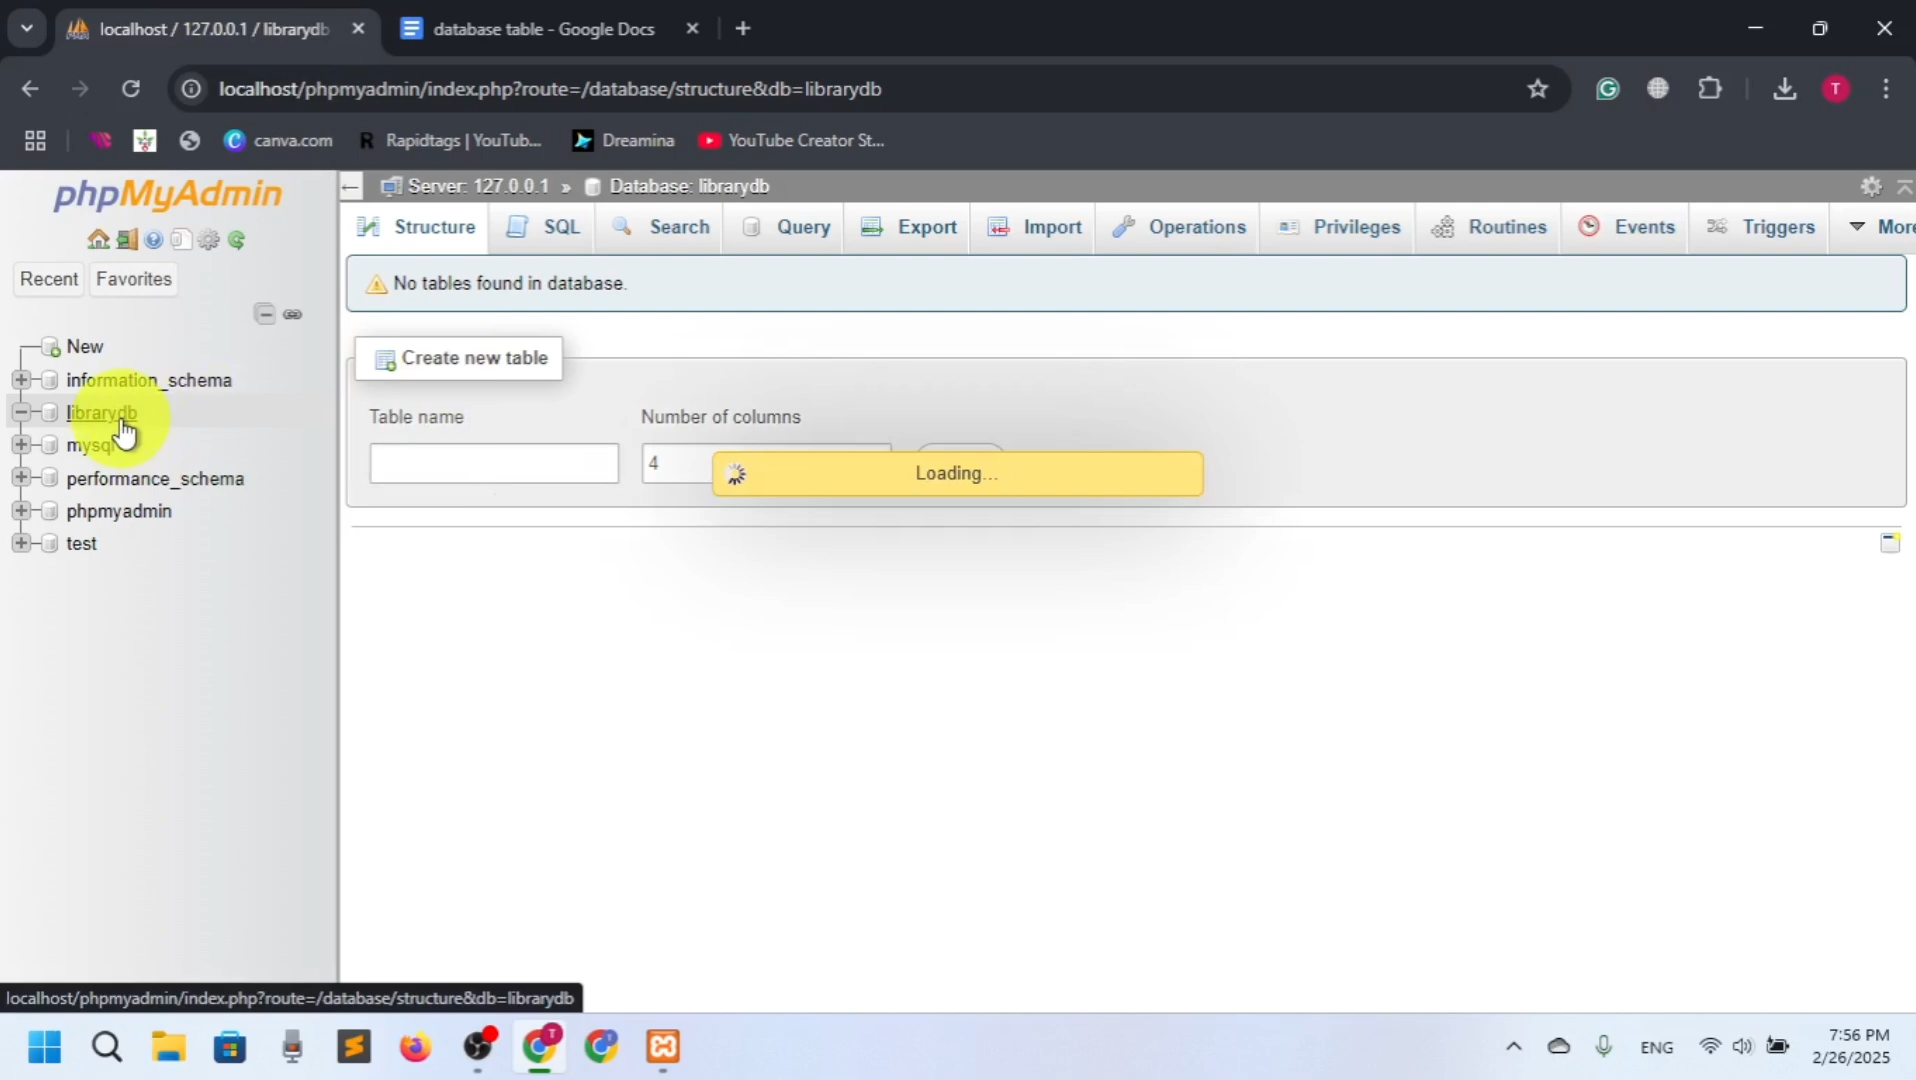 localhost / 127.0.0.1 / librarydb
database table - Google Docs
localhost/phpmyadmin/index.php?route=/database/structure&db=librarydb
canva.com
Rapidtags | YouTub...
Dreamina
YouTube Creator St...
phpMyAdmin
Server: 127.0.0.1 » Database: librarydb
Structure
SQL
Search
Query
Export
Import
Operations
Privileges
Routines
Events
Triggers
More
Recent
Favorites
No tables found in database.
New
Create new table
information_schema
librarydb
Table name
Number of columns
mysql
4
Loading...
performance_schema
phpmyadmin
test
localhost/phpmyadmin/index.php?route=/database/structure&db=librarydb
ENG
7:56 PM
2/26/2025